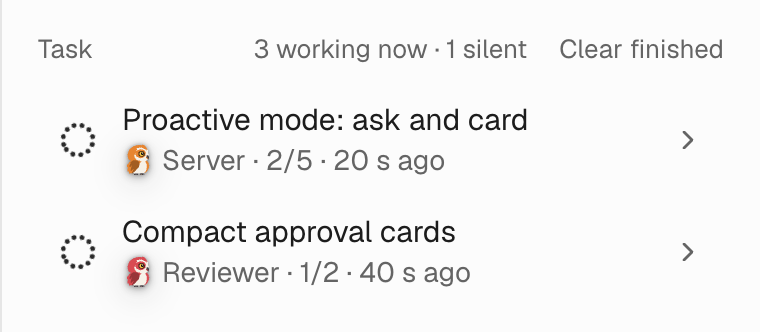 Task 3 working now · 1 silent Clear finished
Proactive mode: ask and card
Server · 2/5 · 20 s ago
Compact approval cards
Reviewer · 1/2 · 40 s ago